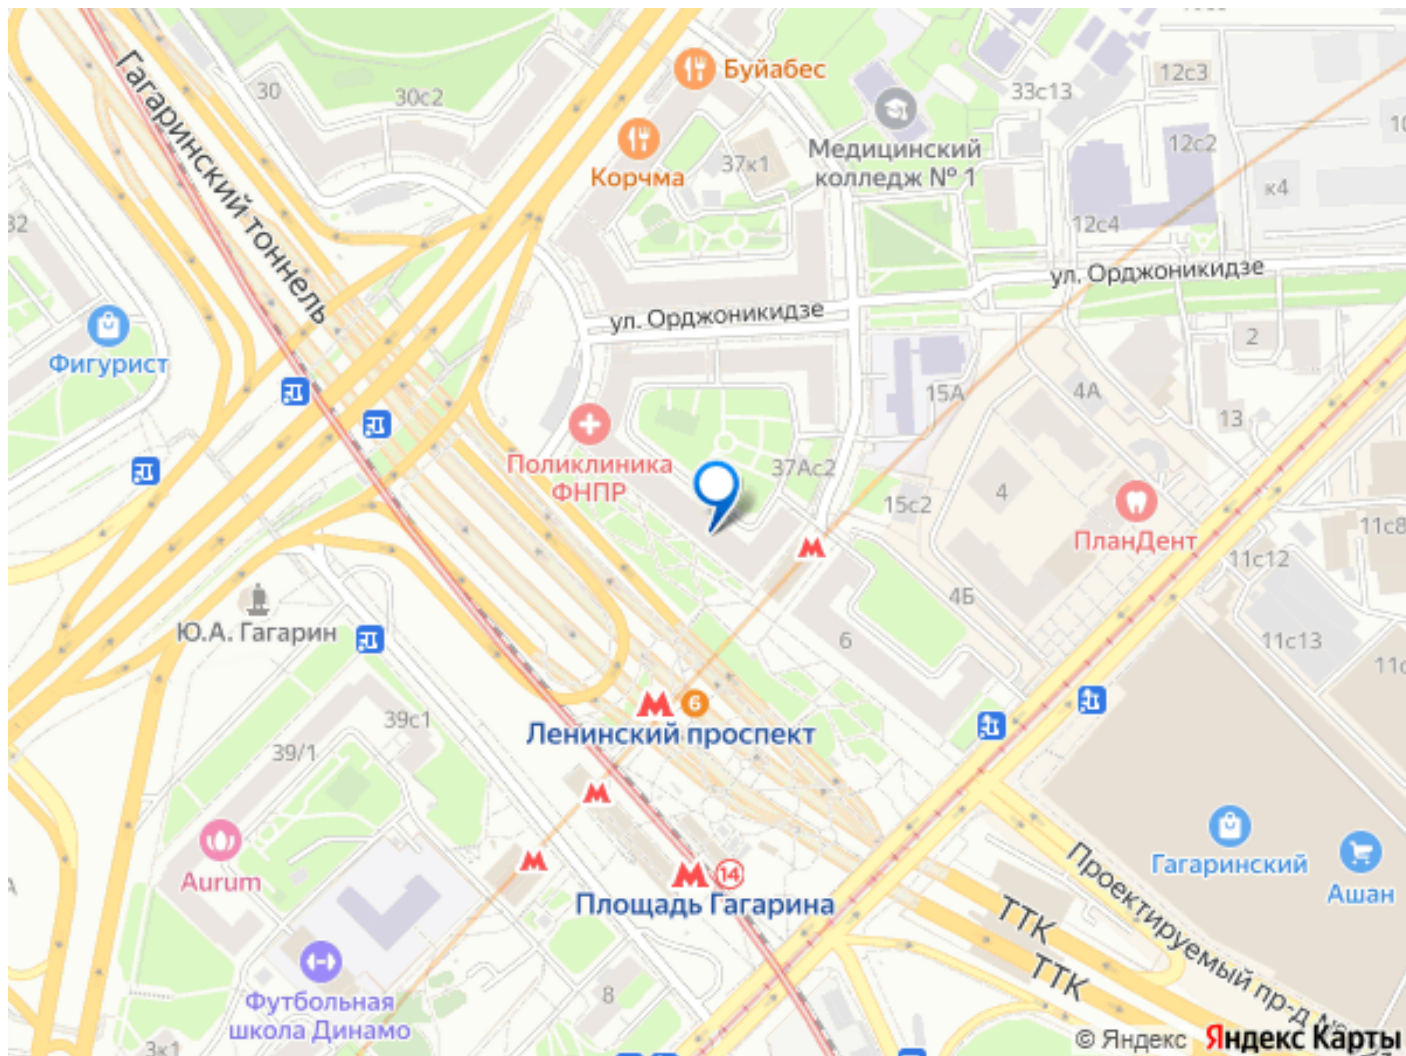 Гагаринский тоннель
30
30с2
Буйабес
Корчма
37к1
Медицинский
колледж № 1
33с13
12с3
12с2
к4
12с4
32
ул. Орджоникидзе
ул. Орджоникидзе
Фигурист
2
4А
15А
13
Поликлиника
ФНПР
37Ас2
15с2
4
ПланДент
11с8
11с12
4Б
11с13
Ю.А. Гагарин
6
6
Ленинский проспект
39с1
39/1
Aurum
14
Площадь Гагарина
Гагаринский
Ашан
Проектируемый пр-д №
ТТК
ТТК
Футбольная
школа Динамо
8
3к1
© Яндекс Яндекс Карты